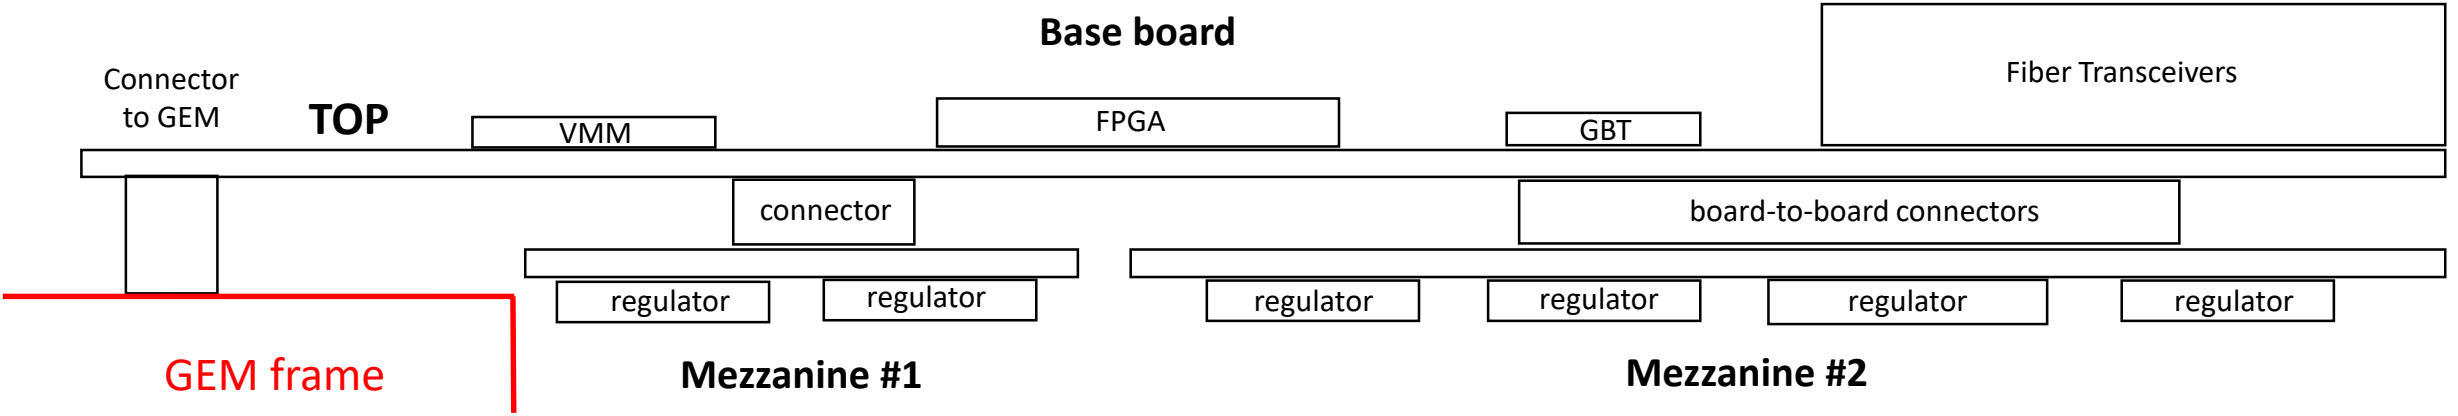 Base board
Connector
to GEM
TOP
VMM
FPGA
GBT
Fiber Transceivers
connector
board-to-board connectors
regulator
regulator
regulator
regulator
regulator
regulator
GEM frame
Mezzanine #1
Mezzanine #2